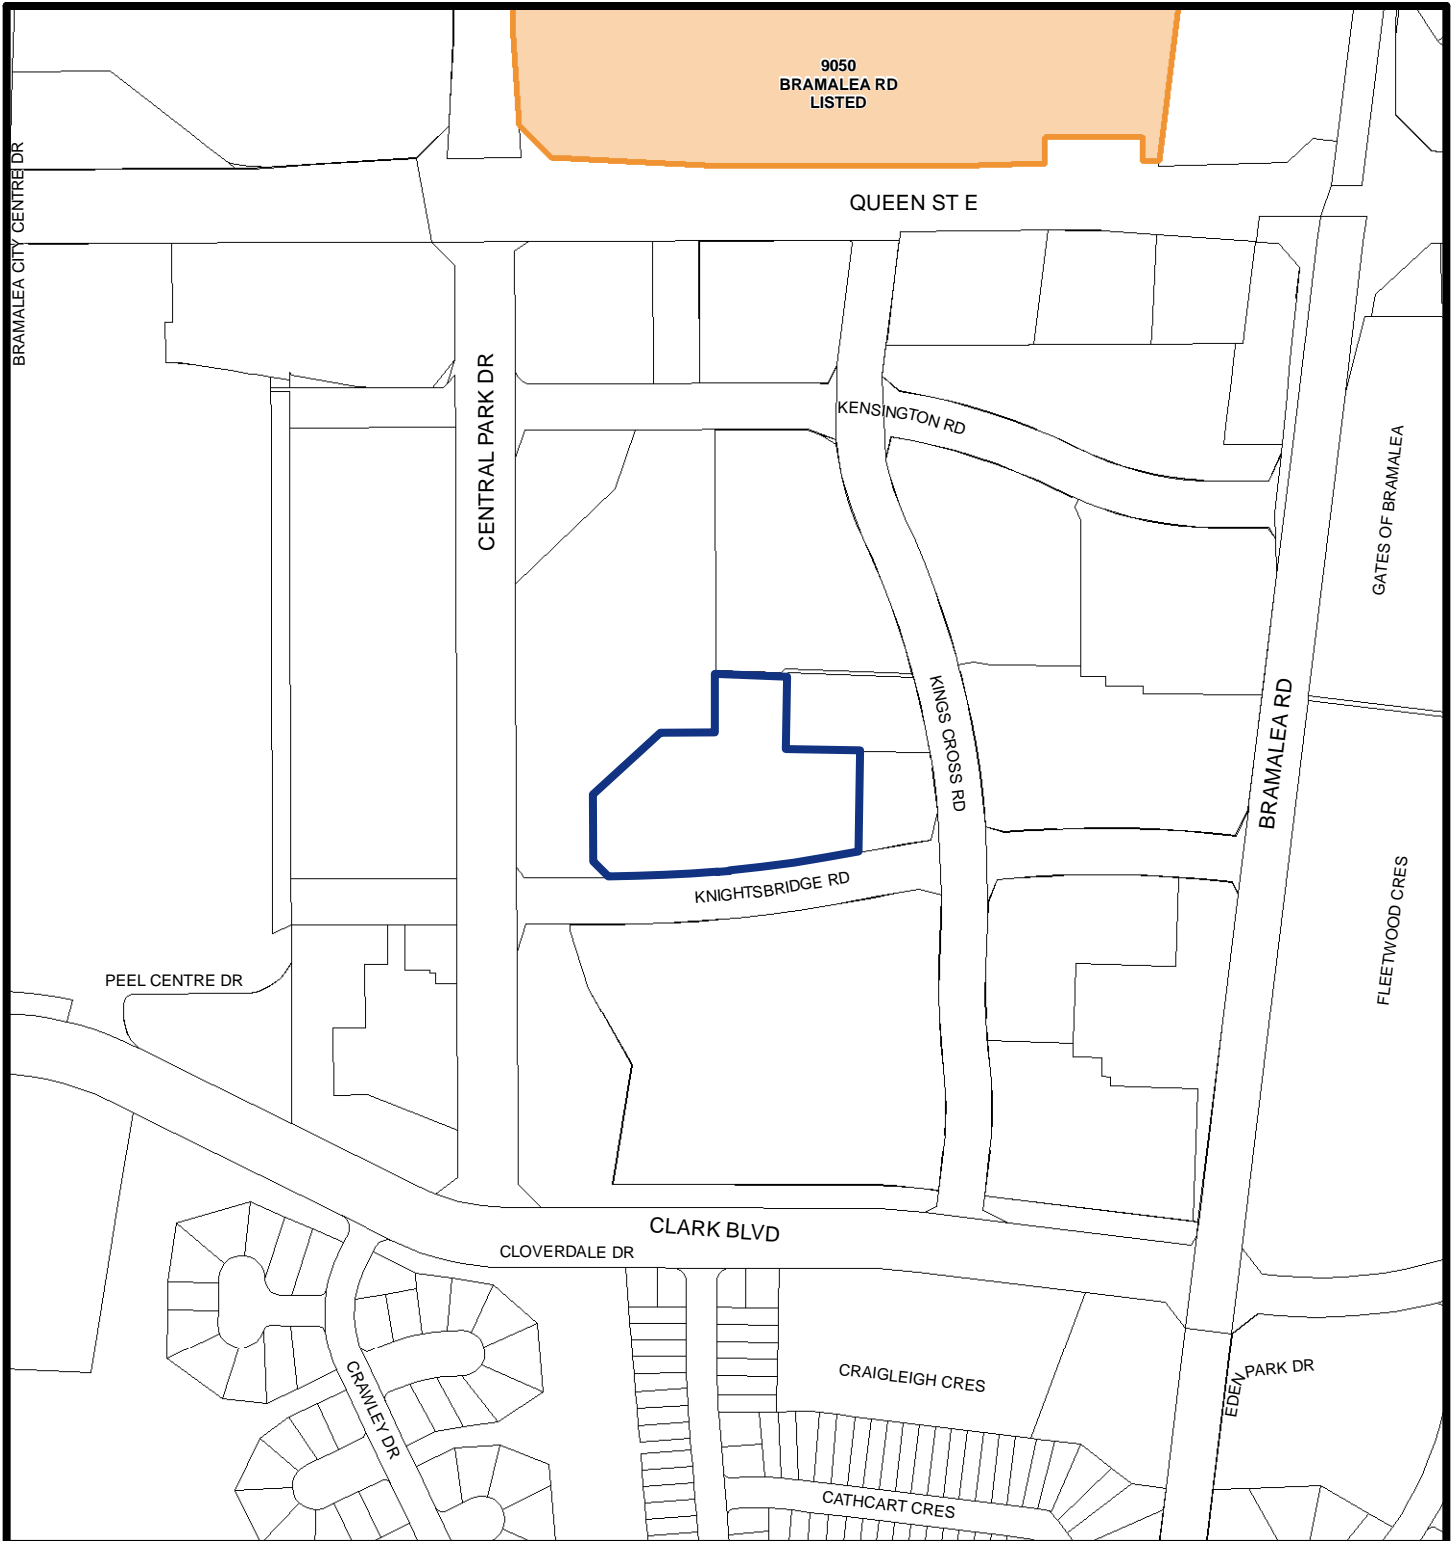 9050
BRAMALEA RD
LISTED
BRAMALEA CITY CENTRE DR
QUEEN ST E
CENTRAL PARK DR
KENSINGTON RD
GATES OF BRAMALEA
KINGS CROSS RD
BRAMALEA RD
KNIGHTSBRIDGE RD
FLEETWOOD CRES
PEEL CENTRE DR
CLARK BLVD
CLOVERDALE DR
CRAWLEY DR
CRAIGLEIGH CRES
EDEN PARK DR
CATHCART CRES